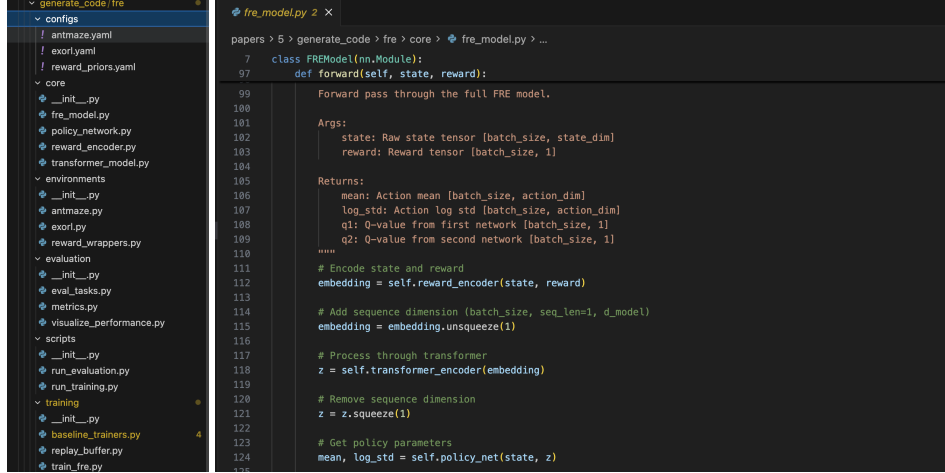 generate_code / fre
configs
! antmaze.yaml
! exorl.yaml
! reward_priors.yaml
core
__init__.py
fre_model.py
policy_network.py
reward_encoder.py
transformer_model.py
environments
__init__.py
antmaze.py
exorl.py
reward_wrappers.py
evaluation
__init__.py
eval_tasks.py
metrics.py
visualize_performance.py
scripts
__init__.py
run_evaluation.py
run_training.py
training
__init__.py
baseline_trainers.py 4
replay_buffer.py
train_fre.py
fre_model.py 2 ×
papers > 5 > generate_code > fre > core > fre_model.py > ...
7 class FREModel(nn.Module):
97 def forward(self, state, reward):
99 Forward pass through the full FRE model.
100
101 Args:
102 state: Raw state tensor [batch_size, state_dim]
103 reward: Reward tensor [batch_size, 1]
104
105 Returns:
106 mean: Action mean [batch_size, action_dim]
107 log_std: Action log std [batch_size, action_dim]
108 q1: Q-value from first network [batch_size, 1]
109 q2: Q-value from second network [batch_size, 1]
110 """
111 # Encode state and reward
112 embedding = self.reward_encoder(state, reward)
113
114 # Add sequence dimension (batch_size, seq_len=1, d_model)
115 embedding = embedding.unsqueeze(1)
116
117 # Process through transformer
118 z = self.transformer_encoder(embedding)
119
120 # Remove sequence dimension
121 z = z.squeeze(1)
122
123 # Get policy parameters
124 mean, log_std = self.policy_net(state, z)
125